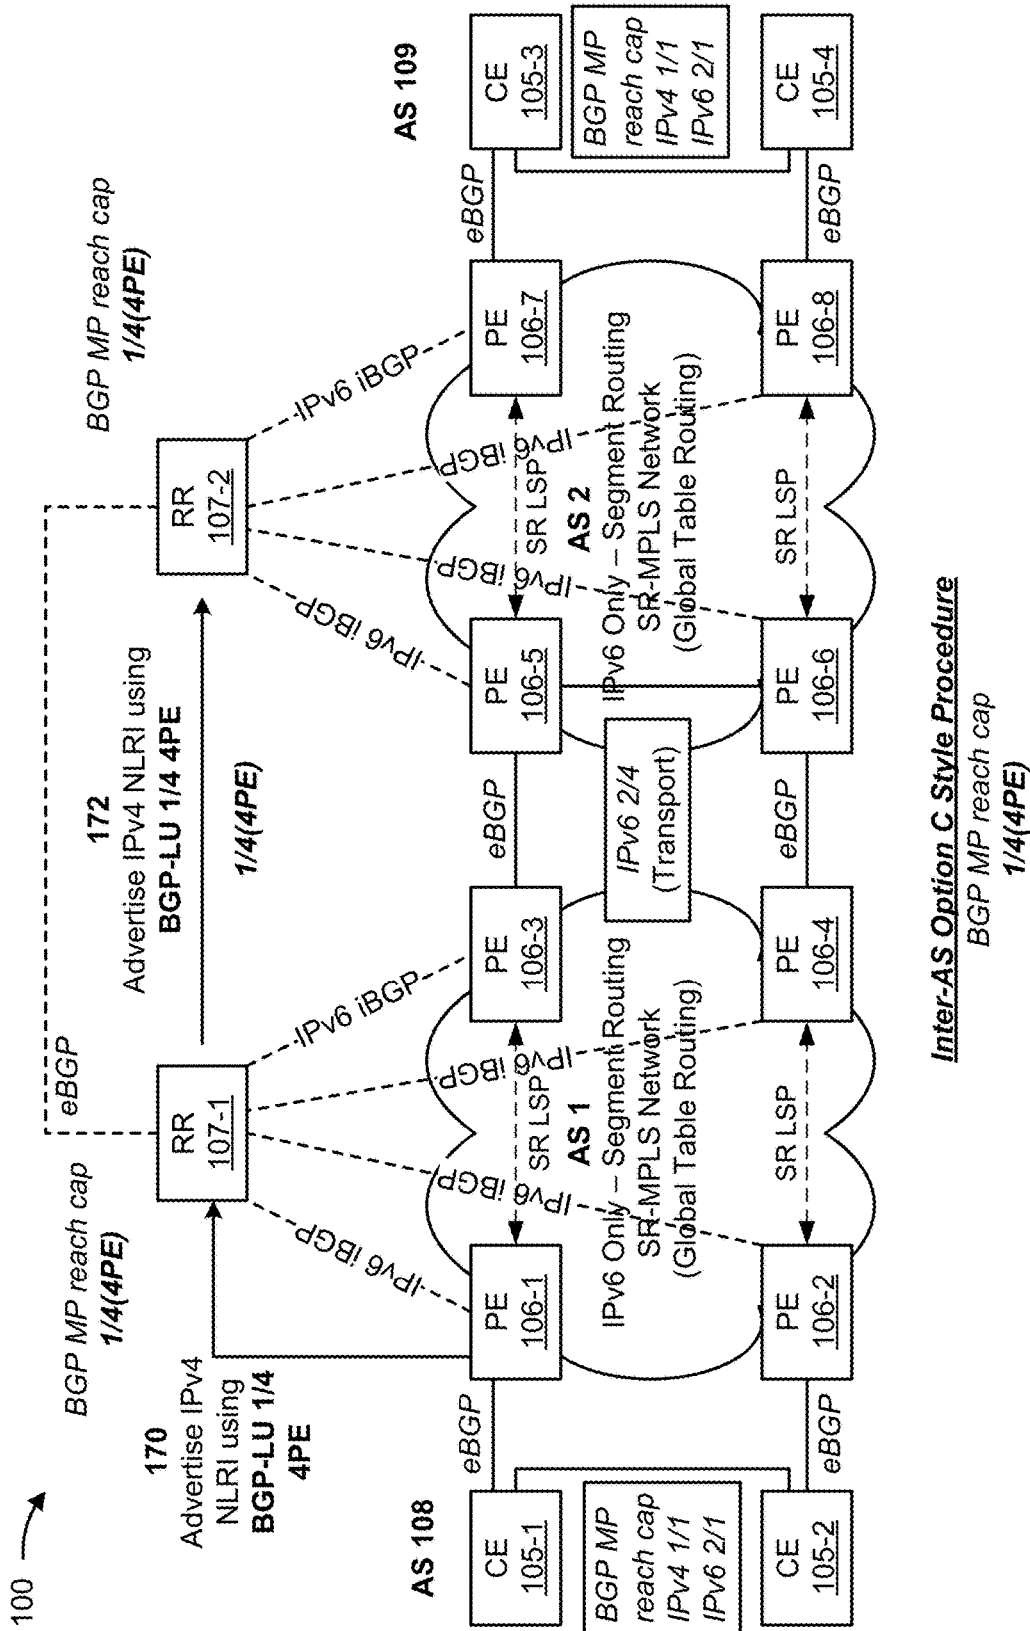 100
170
Advertise IPv4
NLRI using
BGP-LU 1/4
4PE
BGP MP reach cap
1/4(4PE)
RR
107-1
eBGP
172
Advertise IPv4 NLRI using
BGP-LU 1/4 4PE
1/4(4PE)
RR
107-2
BGP MP reach cap
1/4(4PE)
IPv6 iBGP
IPv6 iBGP
IPv6 iBGP
IPv6 iBGP
IPv6 iBGP
IPv6 iBGP
IPv6 iBGP
IPv6 iBGP
AS 108
CE
105-1
eBGP
PE
106-1
SR LSP
PE
106-3
eBGP
PE
106-5
SR LSP
PE
106-7
eBGP
AS 109
CE
105-3
BGP MP
reach cap
IPv4 1/1
IPv6 2/1
AS 1
IPv6 Only – Segment Routing
SR-MPLS Network
(Global Table Routing)
IPv6 2/4
(Transport)
AS 2
IPv6 Only – Segment Routing
SR-MPLS Network
(Global Table Routing)
BGP MP
reach cap
IPv4 1/1
IPv6 2/1
CE
105-2
eBGP
PE
106-2
SR LSP
PE
106-4
eBGP
PE
106-6
SR LSP
PE
106-8
eBGP
CE
105-4
Inter-AS Option C Style Procedure
BGP MP reach cap
1/4(4PE)